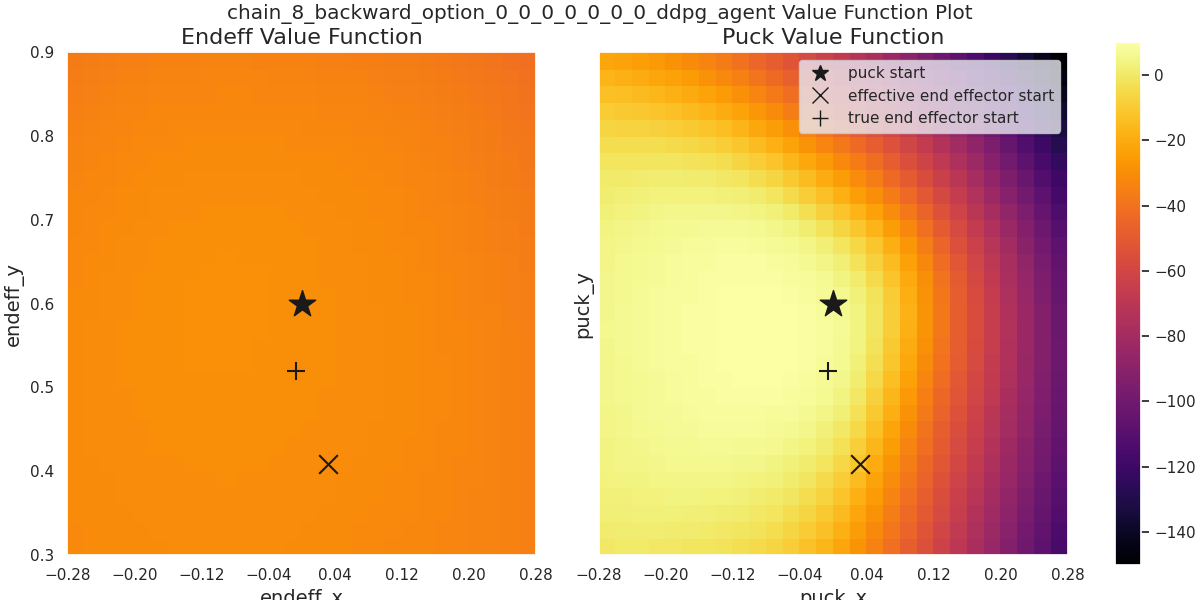 chain_8_backward_option_0_0_0_0_0_0_0_ddpg_agent Value Function Plot
Endeff Value Function
Puck Value Function
0.9
0.8
0.7
0.6
0.5
0.4
0.3
endeff_y
−0.28 −0.20 −0.12 −0.04 0.04 0.12 0.20 0.28
endeff_x
puck start
effective end effector start
true end effector start
puck_y
−0.28 −0.20 −0.12 −0.04 0.04 0.12 0.20 0.28
puck_x
0
−20
−40
−60
−80
−100
−120
−140